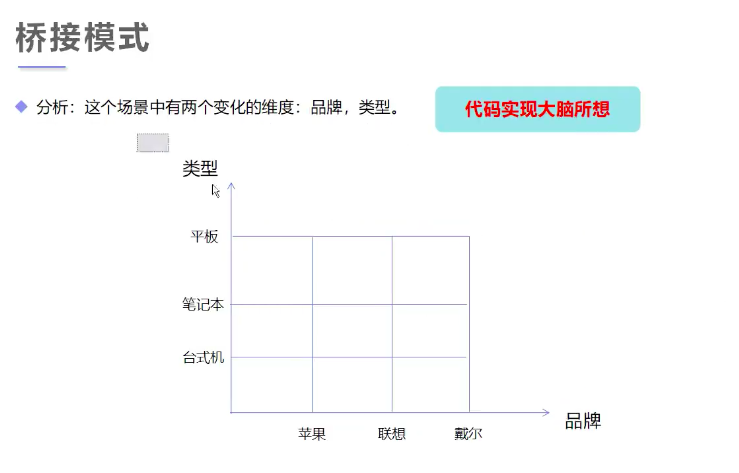 桥接模式
分析：这个场景中有两个变化的维度：品牌，类型。
代码实现大脑所想
类型
平板
笔记本
台式机
品牌
苹果 联想 戴尔